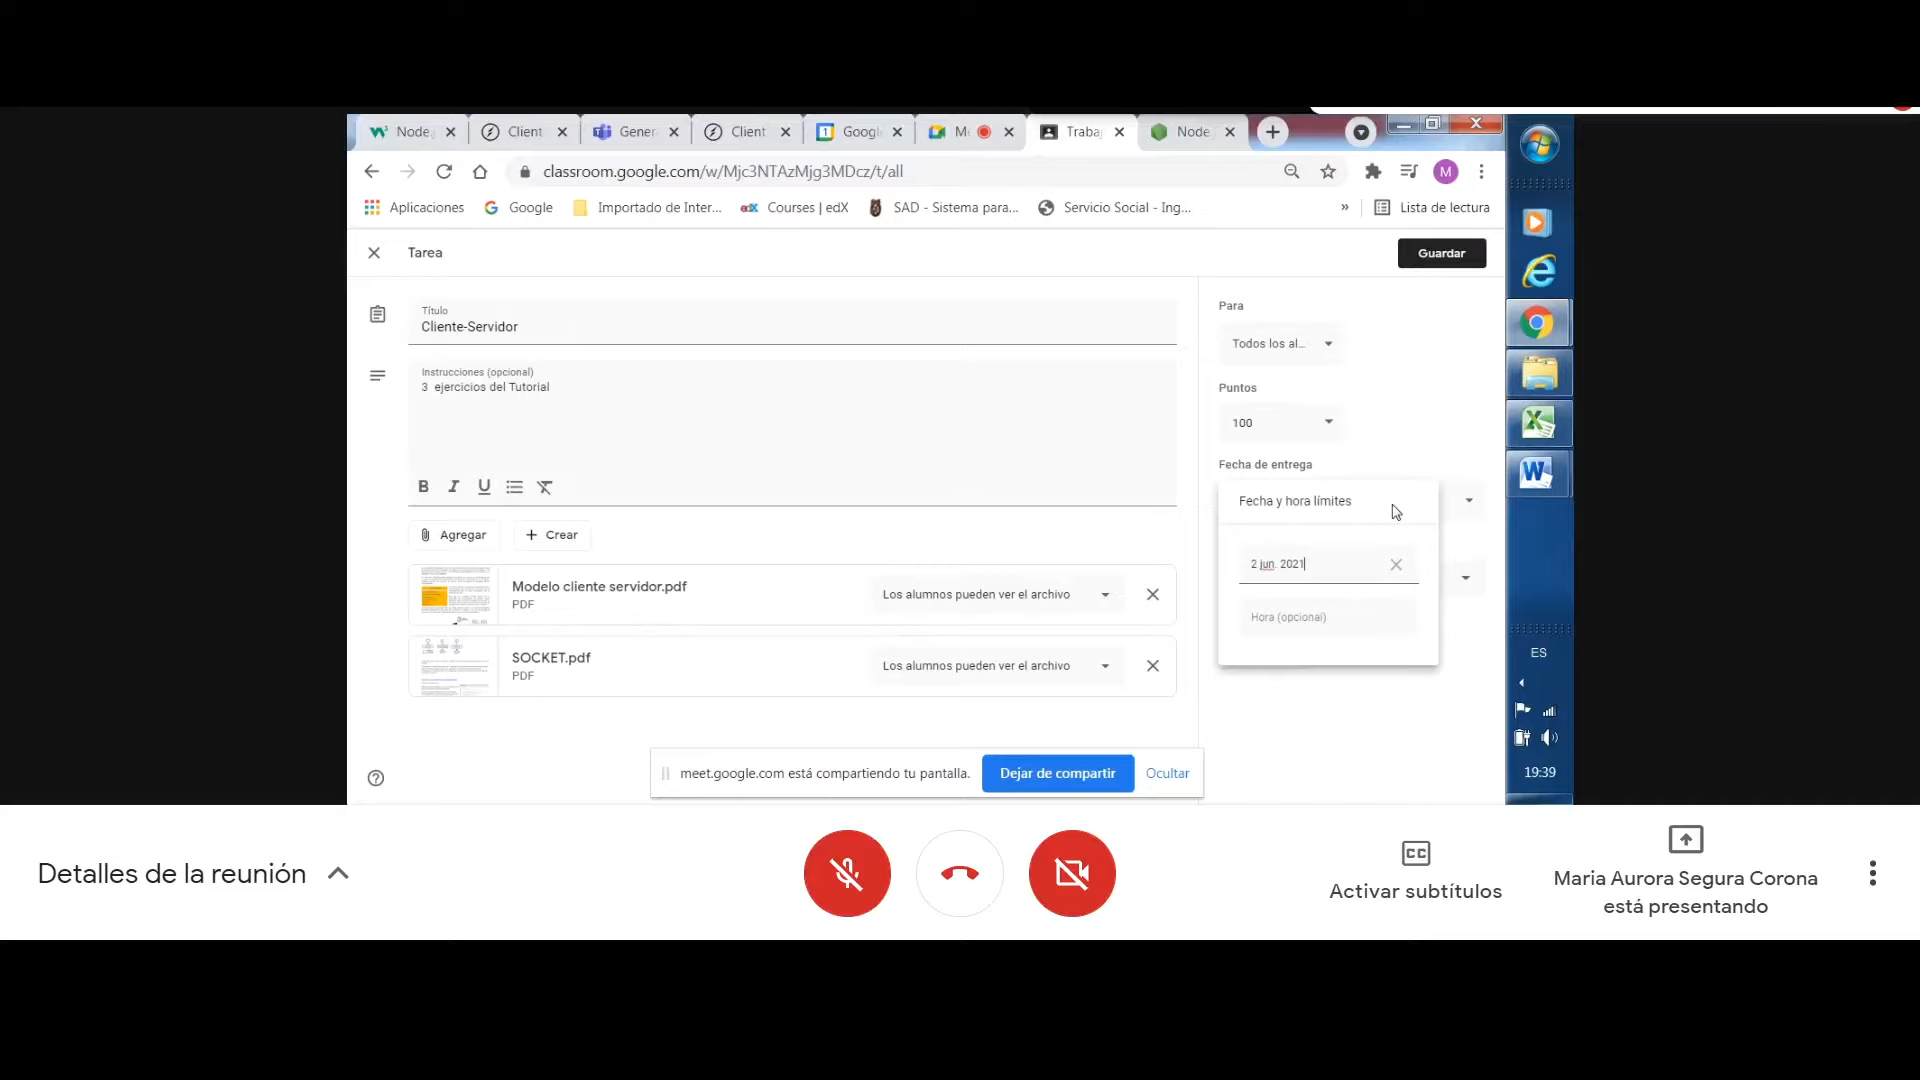 Node
Client
Gener
Client
Googl
M
Traba
Node
classroom.google.com/w/Mjc3NTAzMjg3MDcz/t/all
M
Aplicaciones
Google
Importado de Inter...
Courses | edX
SAD - Sistema para...
Servicio Social - Ing...
»
Lista de lectura
Tarea
Guardar
Título
Cliente-Servidor
Instrucciones (opcional)
3 ejercicios del Tutorial
B I U
Agregar
+ Crear
Modelo cliente servidor.pdf
PDF
Los alumnos pueden ver el archivo
SOCKET.pdf
PDF
Los alumnos pueden ver el archivo
Para
Todos los al...
Puntos
100
Fecha de entrega
Fecha y hora límites
2 jun. 2021
Hora (opcional)
meet.google.com está compartiendo tu pantalla.
Dejar de compartir
Ocultar
ES
19:39
Detalles de la reunión
CC
Activar subtítulos
Maria Aurora Segura Corona
está presentando